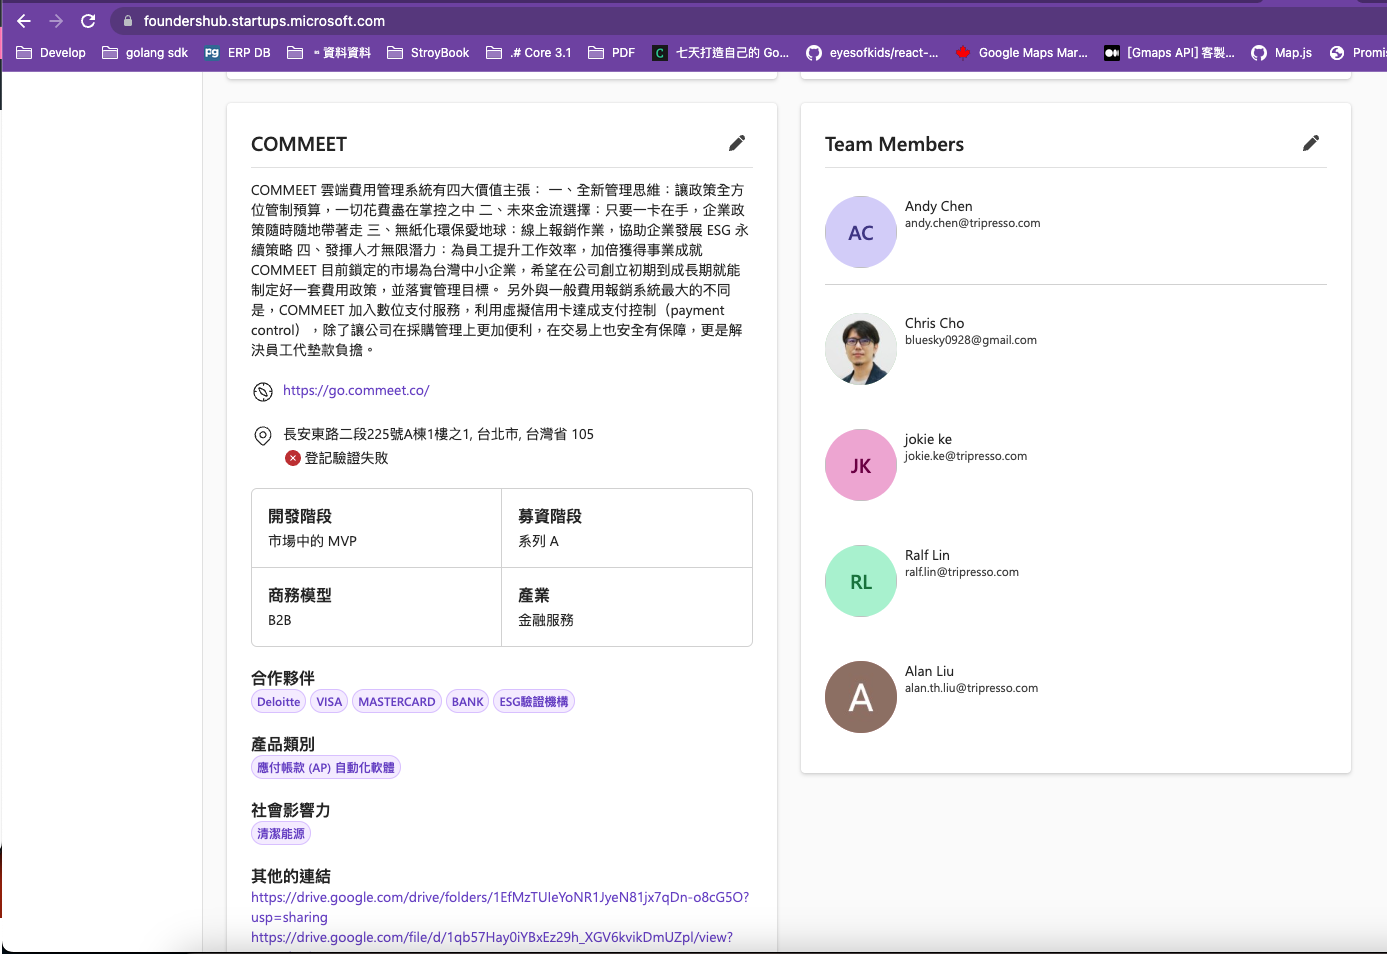 foundershub.startups.microsoft.com
Develop golang sdk Pg ERP DB 資料資料 StroyBook .# Core 3.1 PDF C 七天打造自己的 Go... eyesofkids/react-... Google Maps Mar... [Gmaps API] 客製... Map.js Promis
COMMEET
COMMEET 雲端費用管理系統有四大價值主張： 一、全新管理思維：讓政策全方
位管制預算，一切花費盡在掌控之中 二、未來金流選擇：只要一卡在手，企業政
策隨時隨地帶著走 三、無紙化環保愛地球：線上報銷作業，協助企業發展 ESG 永
續策略 四、發揮人才無限潛力：為員工提升工作效率，加倍獲得事業成就
COMMEET 目前鎖定的市場為台灣中小企業，希望在公司創立初期到成長期就能
制定好一套費用政策，並落實管理目標。 另外與一般費用報銷系統最大的不同
是，COMMEET 加入數位支付服務，利用虛擬信用卡達成支付控制（payment
control），除了讓公司在採購管理上更加便利，在交易上也安全有保障，更是解
決員工代墊款負擔。
https://go.commeet.co/
長安東路二段225號A棟1樓之1, 台北市, 台灣省 105
登記驗證失敗
開發階段
市場中的 MVP
募資階段
系列 A
商務模型
B2B
產業
金融服務
合作夥伴
Deloitte VISA MASTERCARD BANK ESG驗證機構
產品類別
應付帳款 (AP) 自動化軟體
社會影響力
清潔能源
其他的連結
https://drive.google.com/drive/folders/1EfMzTUIeYoNR1JyeN81jx7qDn-o8cG5O?
usp=sharing
https://drive.google.com/file/d/1qb57Hay0iYBxEz29h_XGV6kvikDmUZpl/view?
Team Members
AC
Andy Chen
andy.chen@tripresso.com
Chris Cho
bluesky0928@gmail.com
JK
jokie ke
jokie.ke@tripresso.com
RL
Ralf Lin
ralf.lin@tripresso.com
A
Alan Liu
alan.th.liu@tripresso.com